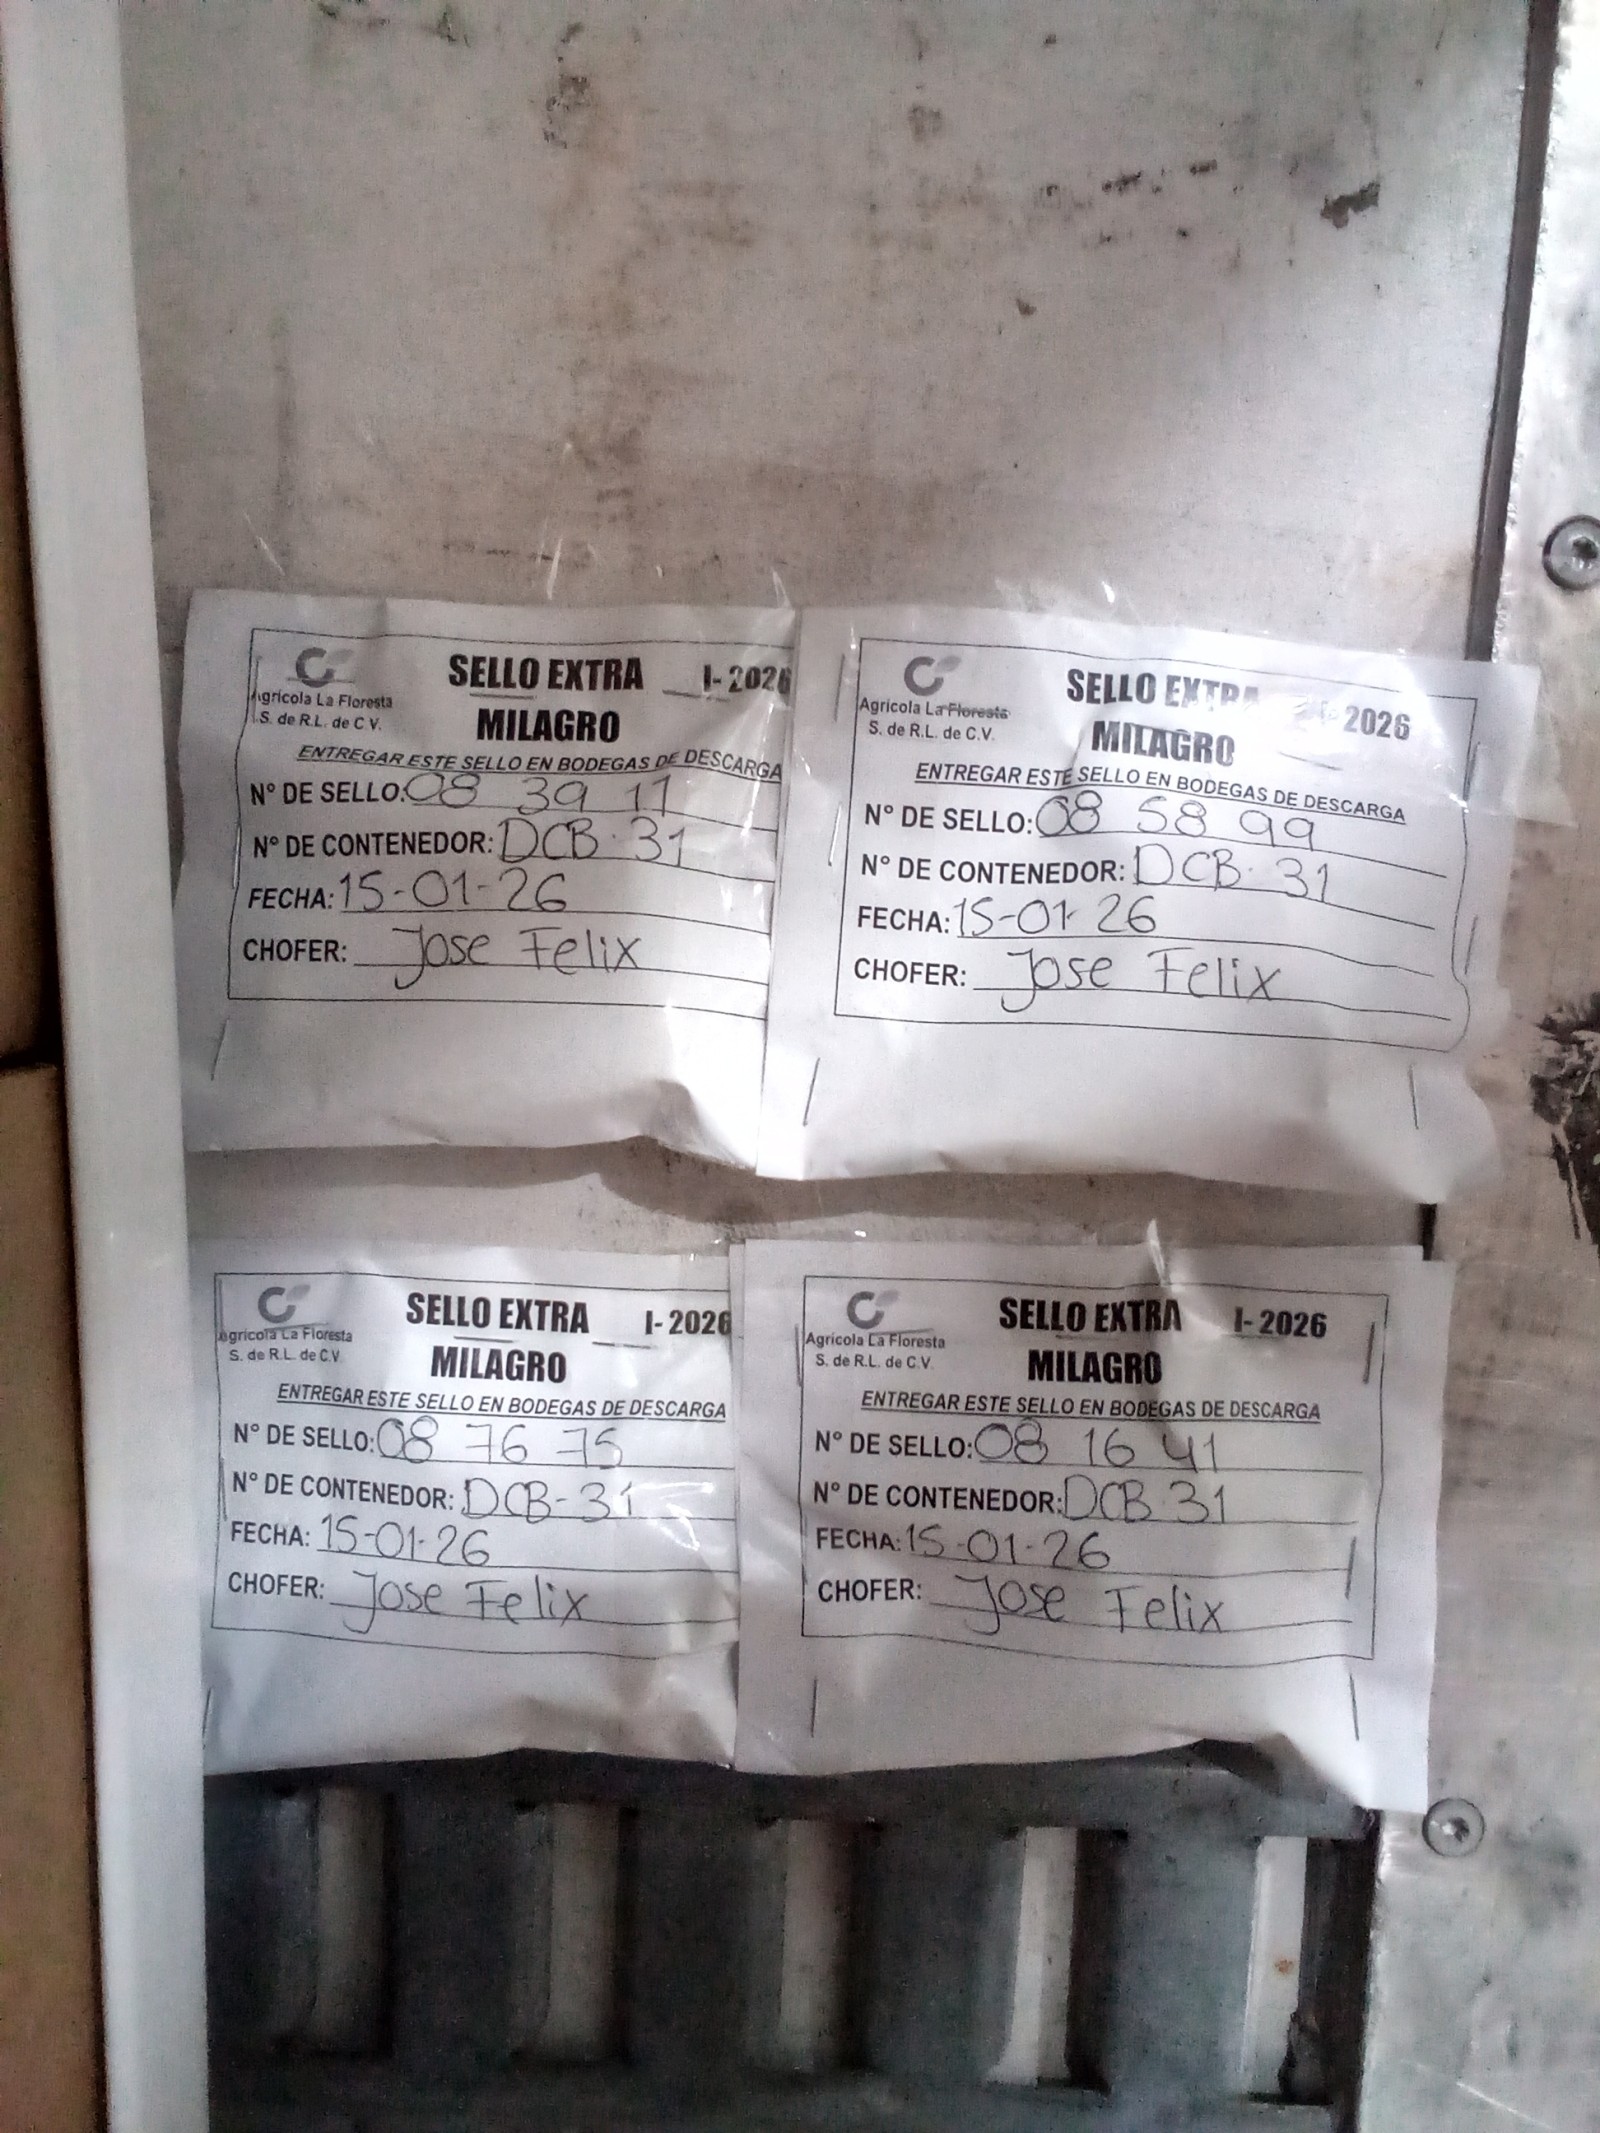 Agricola La Floresta
S. de R.L. de C.V.
SELLO EXTRA I- 2026
MILAGRO
ENTREGAR ESTE SELLO EN BODEGAS DE DESCARGA
N° DE SELLO: 08 39 11
N° DE CONTENEDOR: DCB · 31
FECHA: 15-01-26
CHOFER: Jose Felix
Agricola La Floresta
S. de R.L. de C.V.
SELLO EXTRA I- 2026
MILAGRO
ENTREGAR ESTE SELLO EN BODEGAS DE DESCARGA
N° DE SELLO: 08 58 99
N° DE CONTENEDOR: DCB · 31
FECHA: 15-01-26
CHOFER: Jose Felix
Agricola La Floresta
S. de R.L. de C.V.
SELLO EXTRA I- 2026
MILAGRO
ENTREGAR ESTE SELLO EN BODEGAS DE DESCARGA
N° DE SELLO: 08 76 75
N° DE CONTENEDOR: DCB-31
FECHA: 15-01-26
CHOFER: Jose Felix
Agricola La Floresta
S. de R.L. de C.V.
SELLO EXTRA I- 2026
MILAGRO
ENTREGAR ESTE SELLO EN BODEGAS DE DESCARGA
N° DE SELLO: 08 16 41
N° DE CONTENEDOR: DCB·31
FECHA: 15-01-26
CHOFER: Jose Felix